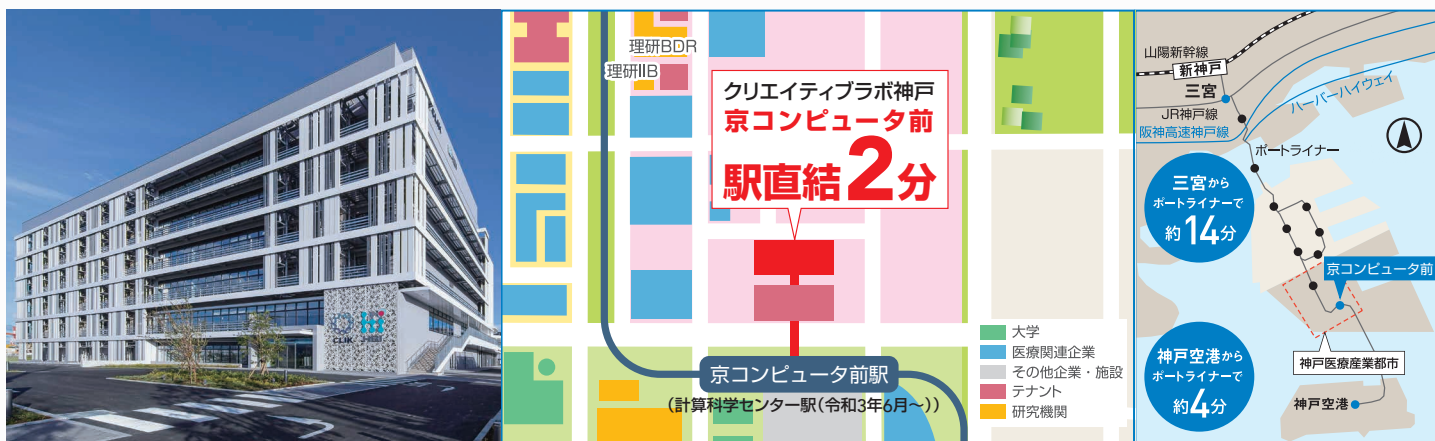 CLIK
理研BDR
理研IIB
クリエイティブラボ神戸
京コンピュータ前
駅直結2分
京コンピュータ前駅
(計算科学センター駅(令和3年6月〜))
大学
医療関連企業
その他企業・施設
テナント
研究機関
山陽新幹線
新神戸
三宮
JR神戸線
阪神高速神戸線
ハーバーハイウェイ
ポートライナー
三宮から
ポートライナーで
約14分
京コンピュータ前
神戸医療産業都市
神戸空港から
ポートライナーで
約4分
神戸空港